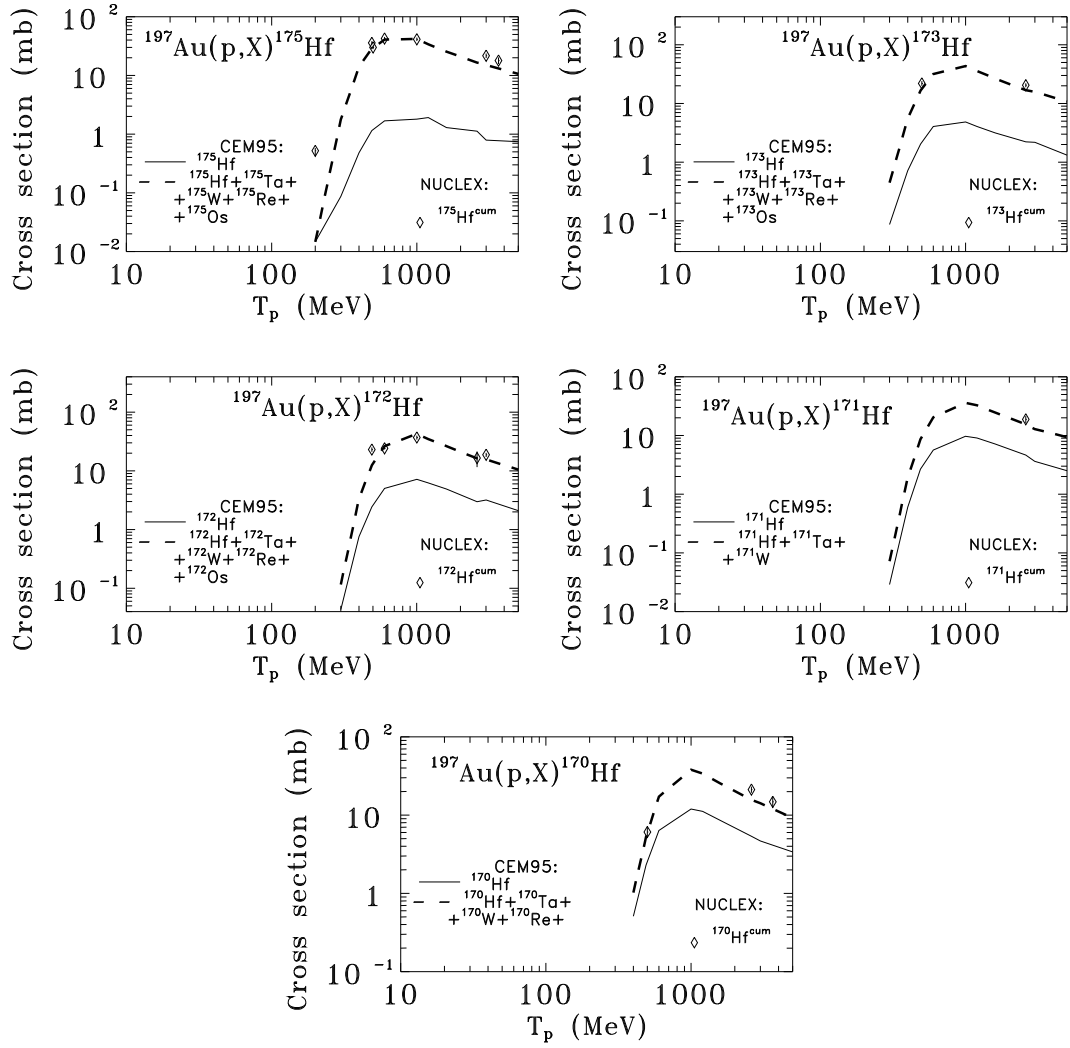 Cross section (mb)
10 2
10
1
10 -1
10 -2
197Au(p,X)175Hf
CEM95:
175Hf
175Hf+175Ta+
+175W+175Re+
+175Os
NUCLEX:
175Hfcum
10 100 1000
Tp (MeV)
Cross section (mb)
10 2
10
1
10 -1
197Au(p,X)173Hf
CEM95:
173Hf
173Hf+173Ta+
+173W+173Re+
+173Os
NUCLEX:
173Hfcum
10 100 1000
Tp (MeV)
Cross section (mb)
10 2
10
1
10 -1
197Au(p,X)172Hf
CEM95:
172Hf
172Hf+172Ta+
+172W+172Re+
+172Os
NUCLEX:
172Hfcum
10 100 1000
Tp (MeV)
Cross section (mb)
10 2
10
1
10 -1
10 -2
197Au(p,X)171Hf
CEM95:
171Hf
171Hf+171Ta+
+171W
NUCLEX:
171Hfcum
10 100 1000
Tp (MeV)
Cross section (mb)
10 2
10
1
10 -1
197Au(p,X)170Hf
CEM95:
170Hf
170Hf+170Ta+
+170W+170Re+
NUCLEX:
170Hfcum
10 100 1000
Tp (MeV)